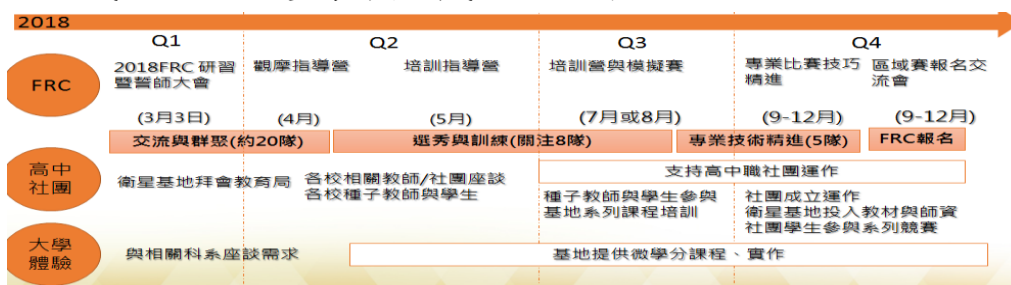 2018
Q1
Q2
Q3
Q4
FRC
2018FRC 研習
暨誓師大會
(3月3日)
觀摩指導營
(4月)
培訓指導營
(5月)
培訓營與模擬賽
(7月或8月)
專業比賽技巧
精進
(9-12月)
區域賽報名交
流會
(9-12月)
交流與群聚(約20隊)
選秀與訓練(關注8隊)
專業技術精進(5隊)
FRC報名
高中
社團
衛星基地拜會教育局
各校相關教師/社團座談
各校種子教師與學生
支持高中職社團運作
種子教師與學生參與
基地系列課程培訓
社團成立運作
衛星基地投入教材與師資
社團學生參與系列競賽
大學
體驗
與相關科系座談需求
基地提供微學分課程、實作